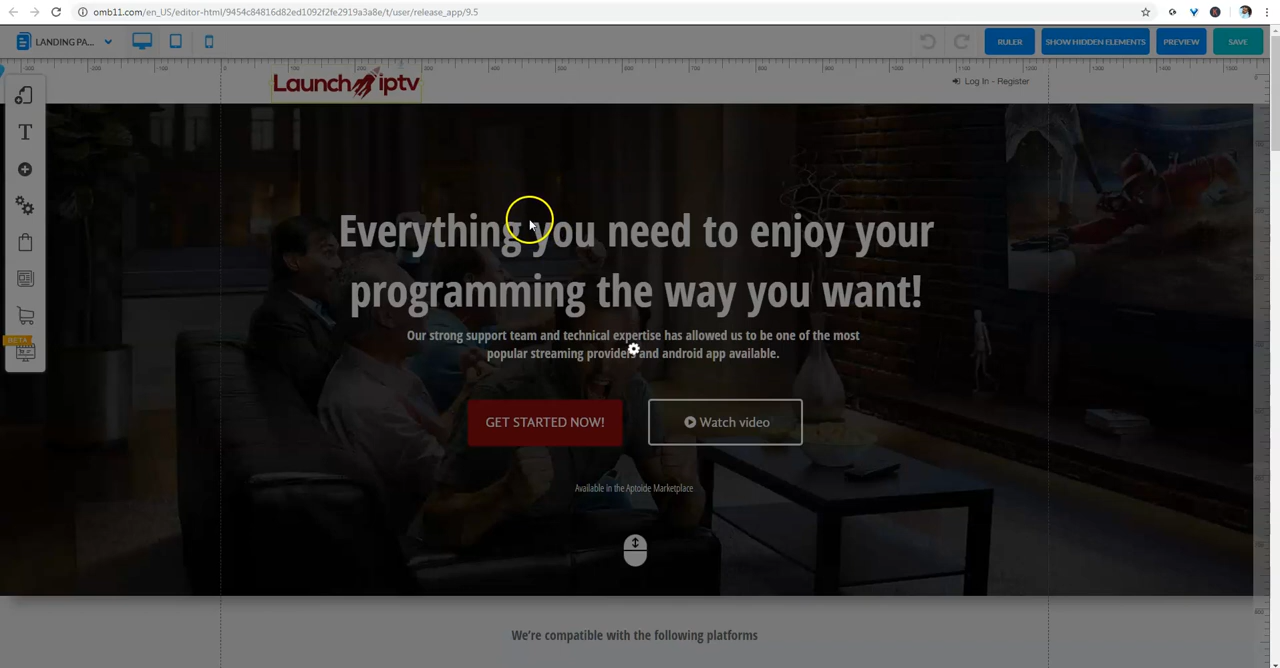 omb11.com/en_US/editor-html/9454c84816d82ed1092f2fe2919a3a8e/t/user/release_app/9.5
LANDING PA...
RULER
SHOW HIDDEN ELEMENTS
PREVIEW
SAVE
Launch iptv
Log In - Register
Everything you need to enjoy your
programming the way you want!
Our strong support team and technical expertise has allowed us to be one of the most
popular streaming providers and android app available.
GET STARTED NOW!
Watch video
Available in the Aptoide Marketplace
BETA
We're compatible with the following platforms